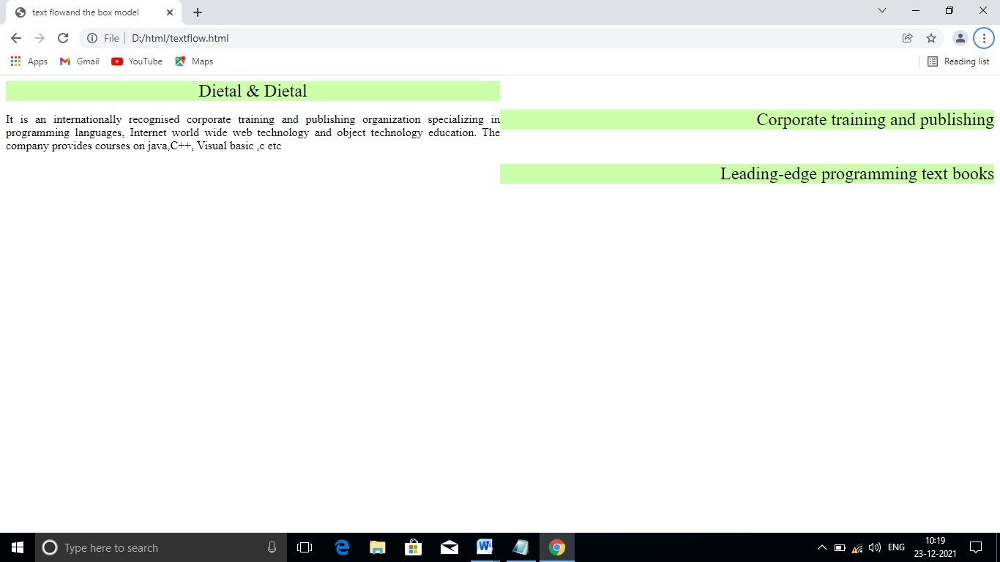 text flowand the box model
File
D:/html/textflow.html
Apps
Gmail
YouTube
Maps
Reading list
Dietal & Dietal
It is an internationally recognised corporate training and publishing organization specializing in
programming languages, Internet world wide web technology and object technology education. The
company provides courses on java,C++, Visual basic ,c etc
Corporate training and publishing
Leading-edge programming text books
Type here to search
ENG
10:19
23-12-2021